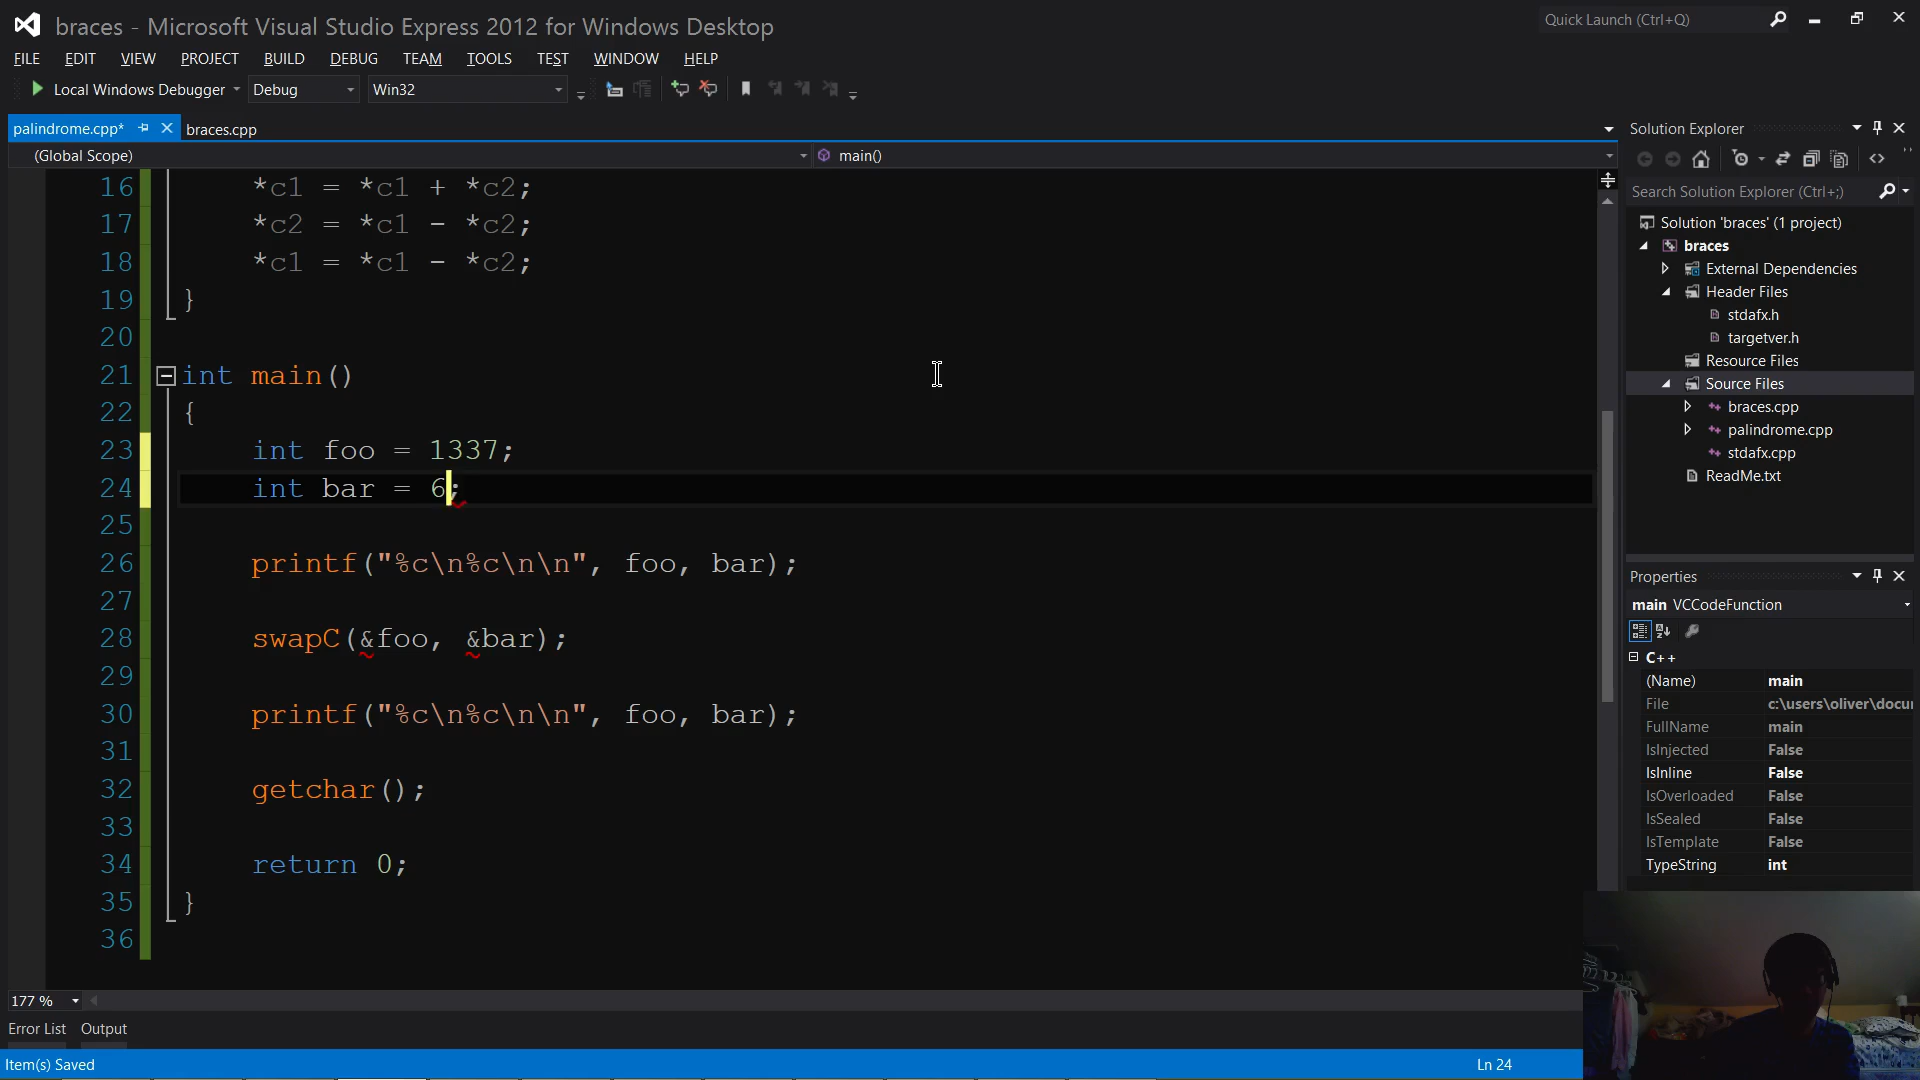 braces - Microsoft Visual Studio Express 2012 for Windows Desktop
Quick Launch (Ctrl+Q)
FILE EDIT VIEW PROJECT BUILD DEBUG TEAM TOOLS TEST WINDOW HELP
Local Windows Debugger Debug Win32
palindrome.cpp* braces.cpp
(Global Scope) main()
16 *c1 = *c1 + *c2;
17 *c2 = *c1 - *c2;
18 *c1 = *c1 - *c2;
19 }
20
21 int main()
22 {
23 int foo = 1337;
24 int bar = 6;
25
26 printf("%c\n%c\n\n", foo, bar);
27
28 swapC(&foo, &bar);
29
30 printf("%c\n%c\n\n", foo, bar);
31
32 getchar();
33
34 return 0;
35 }
36
177 %
Error List Output
Item(s) Saved
Ln 24
Solution Explorer
Search Solution Explorer (Ctrl+;)
Solution 'braces' (1 project)
braces
External Dependencies
Header Files
stdafx.h
targetver.h
Resource Files
Source Files
braces.cpp
palindrome.cpp
stdafx.cpp
ReadMe.txt
Properties
main VCCodeFunction
C++
(Name) main
File c:\users\oliver\docu
FullName main
IsInjected False
IsInline False
IsOverloaded False
IsSealed False
IsTemplate False
TypeString int